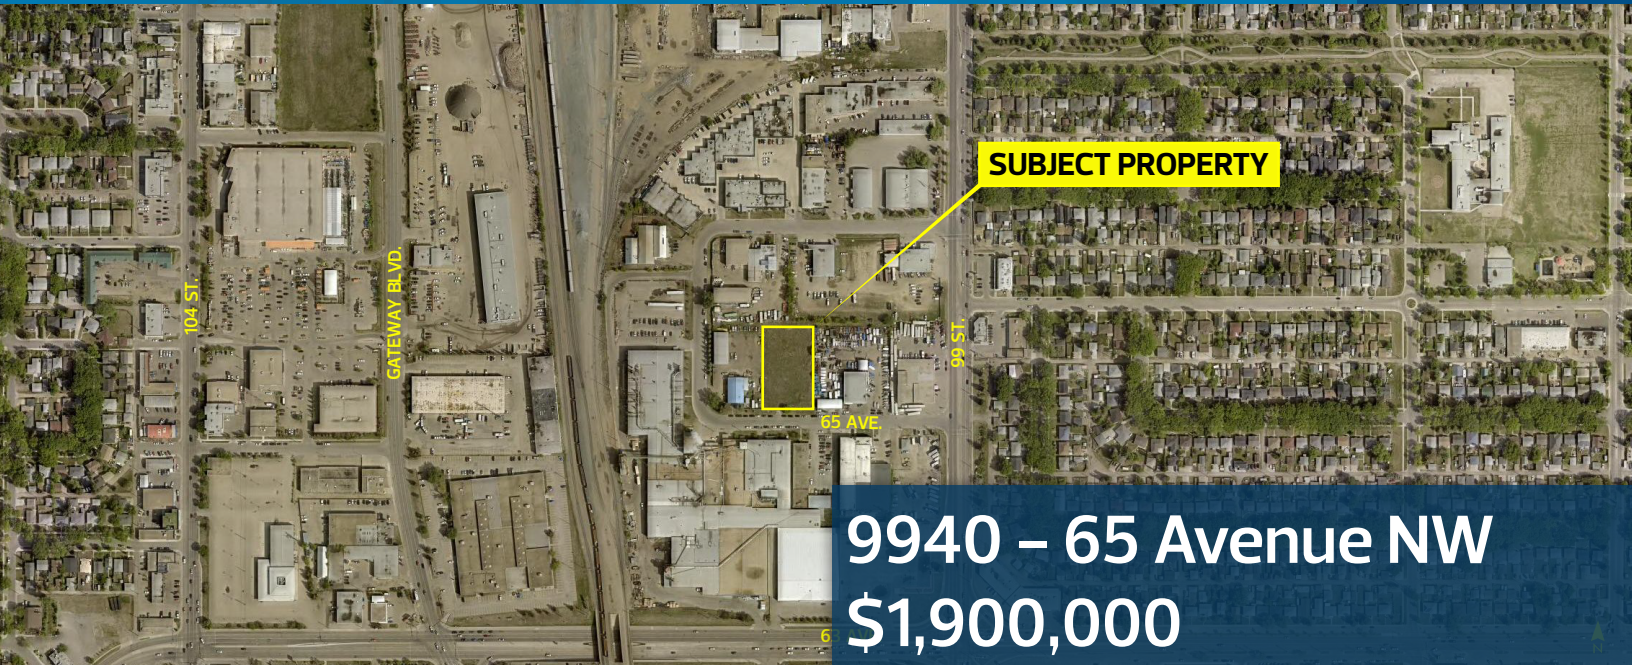 SUBJECT PROPERTY
104 ST.
GATEWAY BLVD.
99 ST.
65 AVE.
9940 – 65 Avenue NW
$1,900,000
N